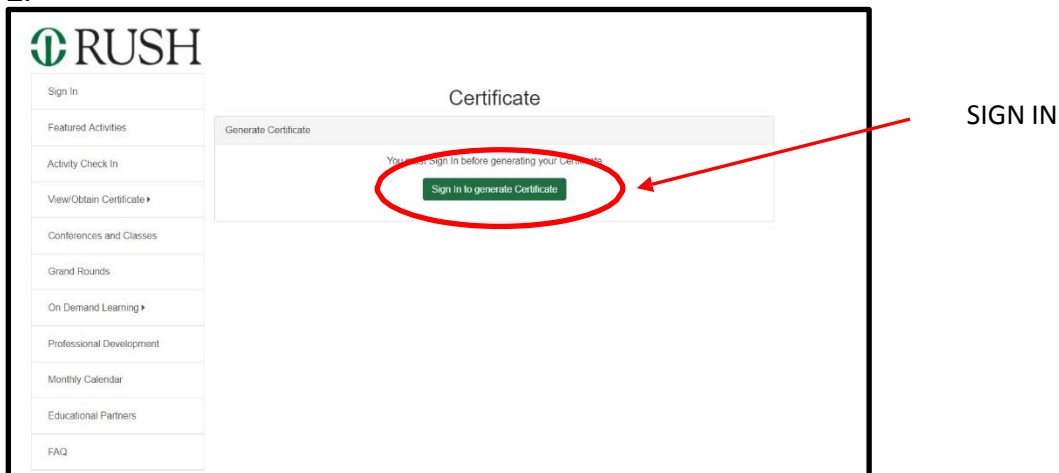 RUSH
Sign In
Featured Activities
Activity Check In
View/Obtain Certificate
Conferences and Classes
Grand Rounds
On Demand Learning
Professional Development
Monthly Calendar
Educational Partners
FAQ
Certificate
Generate Certificate
You must Sign In before generating your Certificate
Sign In to generate Certificate
SIGN IN